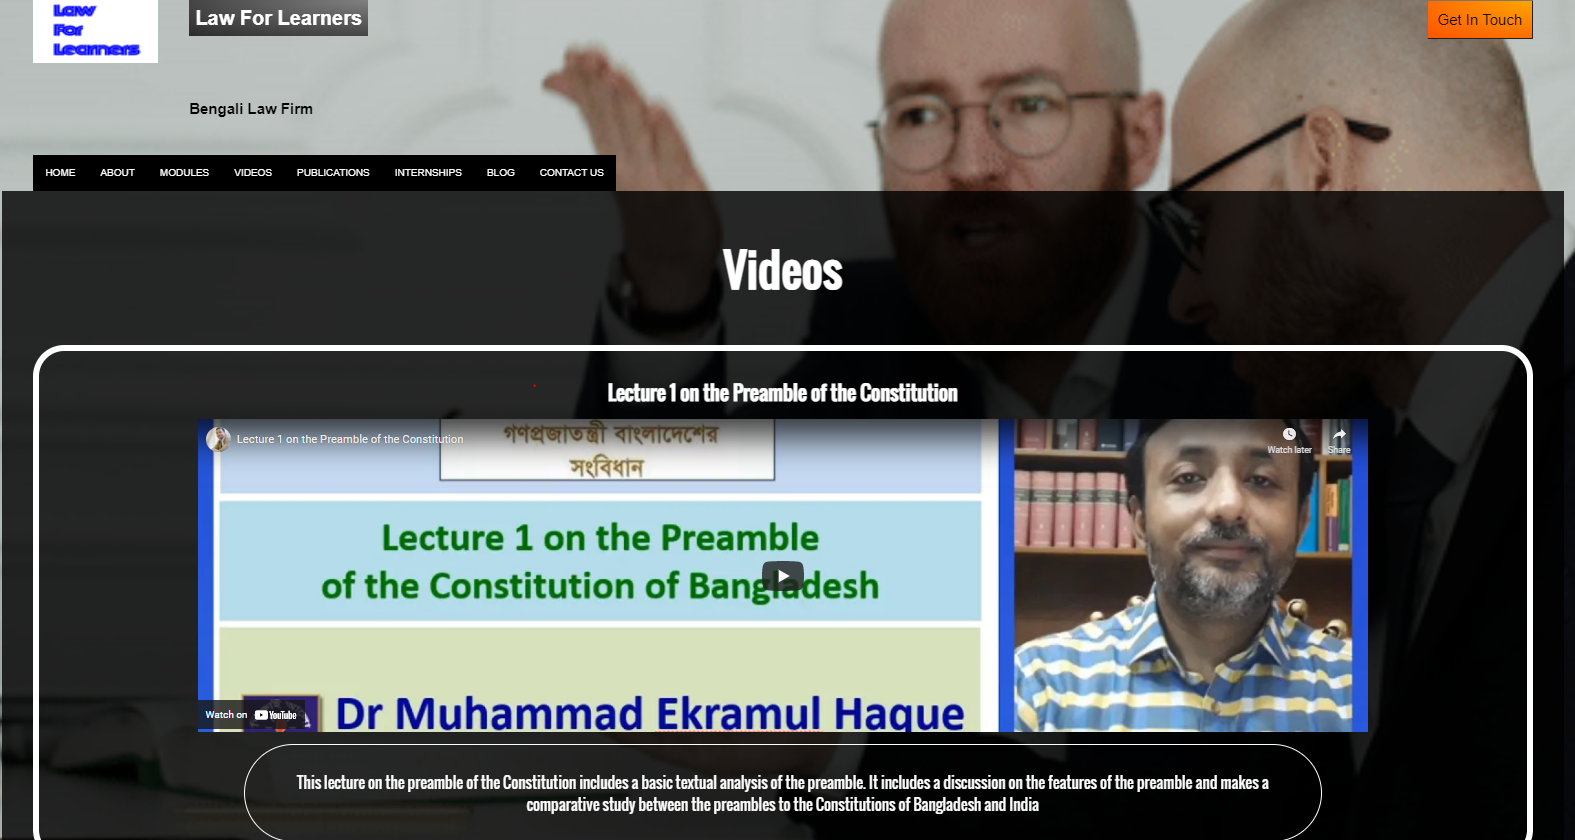 Law
For
Learners
Law For Learners
Get In Touch
Bengali Law Firm
HOME ABOUT MODULES VIDEOS PUBLICATIONS INTERNSHIPS BLOG CONTACT US
Videos
Lecture 1 on the Preamble of the Constitution
Lecture 1 on the Preamble of the Constitution
Watch later Share
গণপ্রজাতন্ত্রী বাংলাদেশের
সংবিধান
Lecture 1 on the Preamble
of the Constitution of Bangladesh
Dr Muhammad Ekramul Haque
Watch on YouTube
This lecture on the preamble of the Constitution includes a basic textual analysis of the preamble. It includes a discussion on the features of the preamble and makes a
comparative study between the preambles to the Constitutions of Bangladesh and India